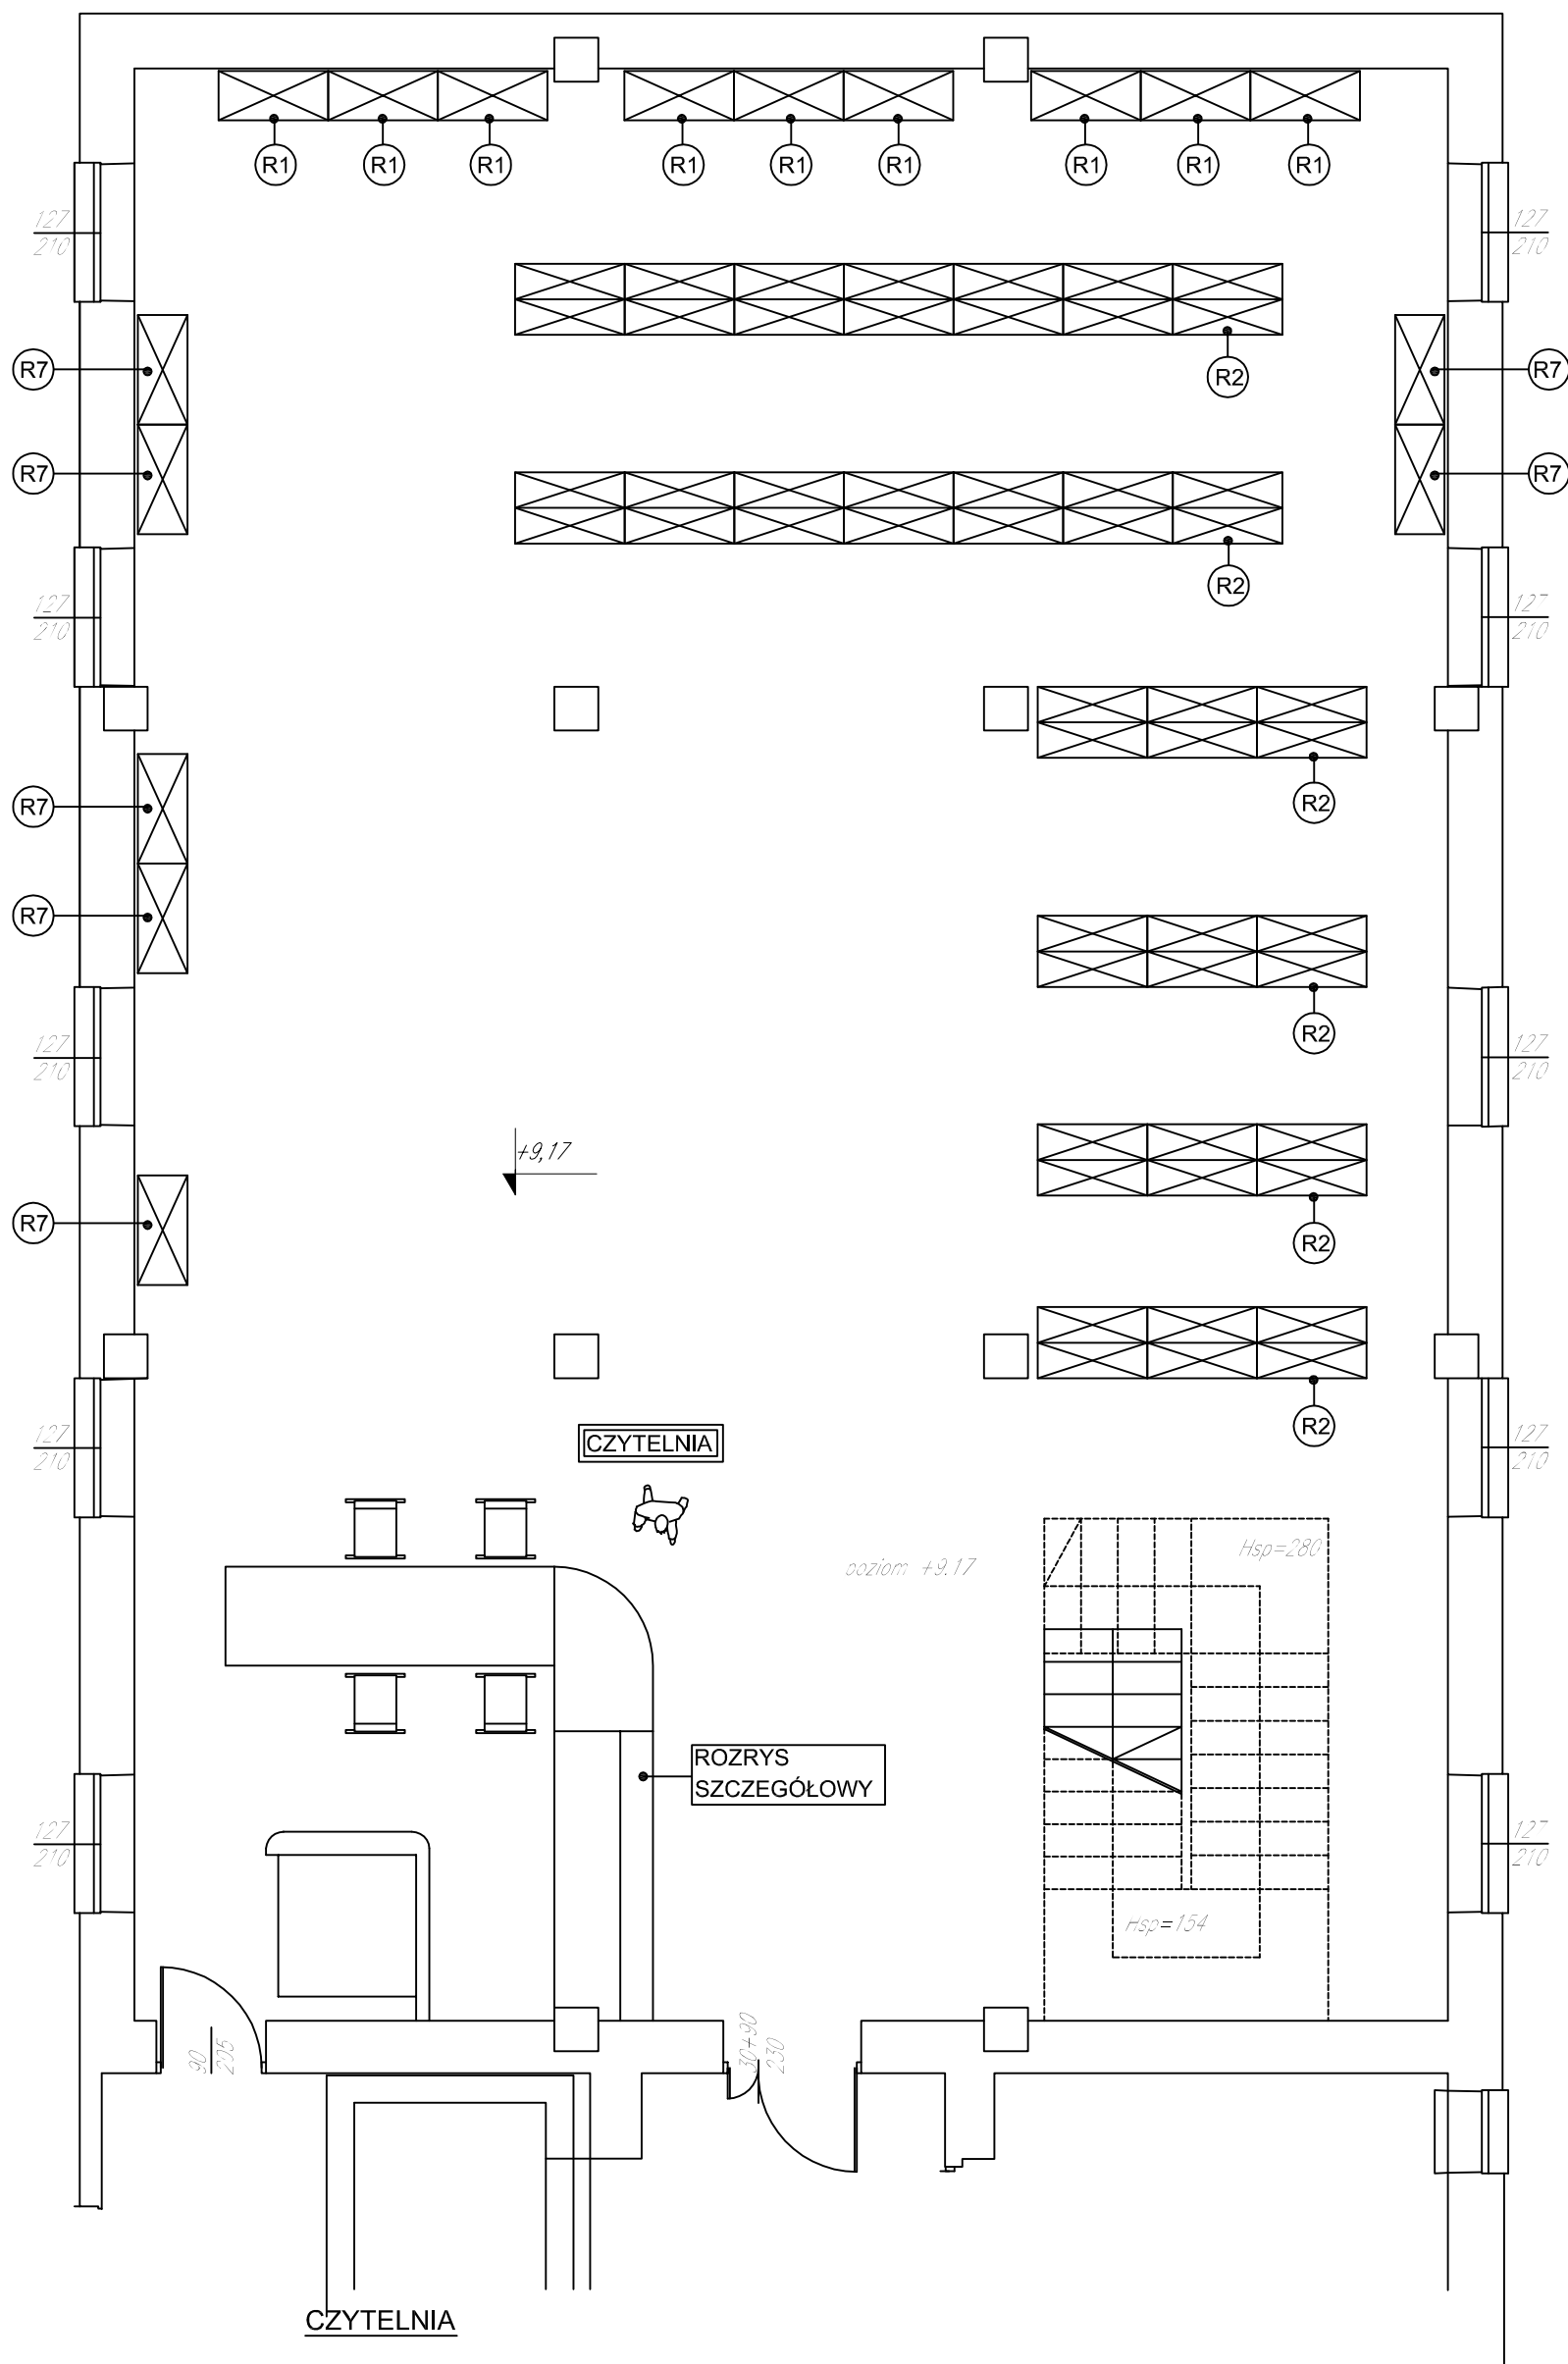 R1 R1 R1 R1 R1 R1 R1 R1 R1
127 127
210 210
R7 R7
R2
R7 R7
R2
127 127
210 210
R2
R7
R7
R2
127 127
210 210
+9,17
R7
R2
R2
CZYTELNIA
127 127
210 210
Hsp=280
poziom +9.17
ROZRYS
SZCZEGÓŁOWY
127 127
210 210
Hsp=154
90
205
30+90
230
CZYTELNIA